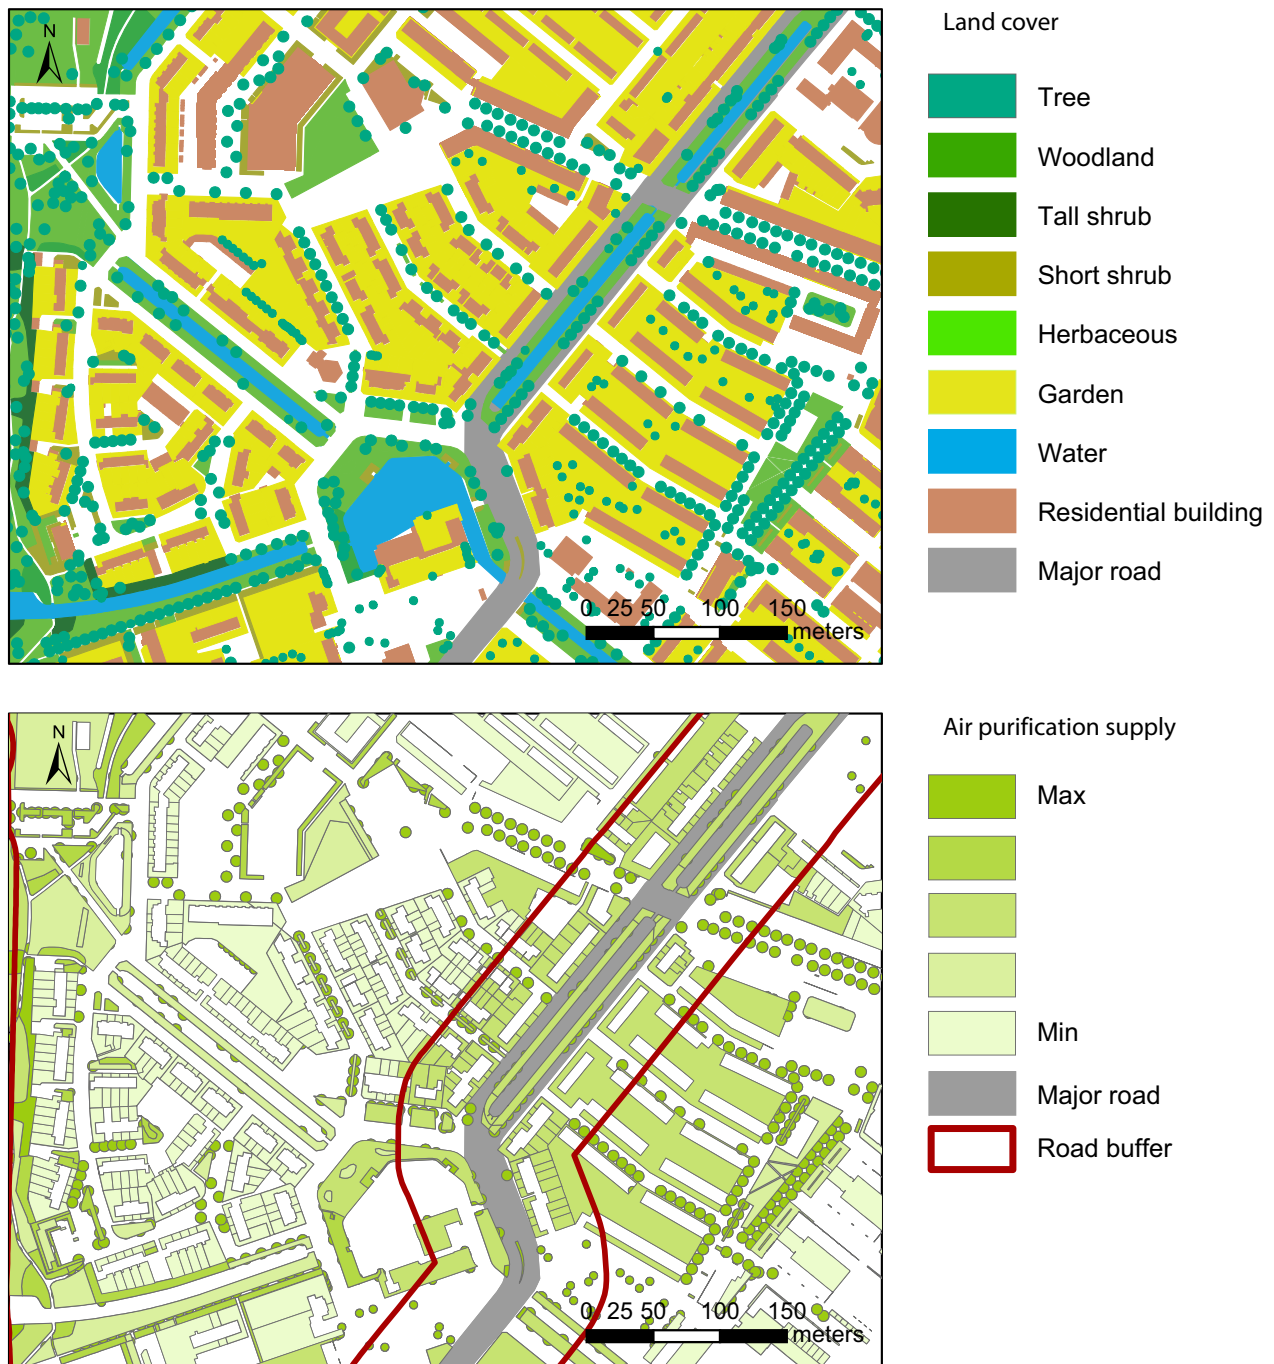 Land cover
N
Tree
Woodland
Tall shrub
Short shrub
Herbaceous
Garden
Water
Residential building
Major road
0 25 50 100 150
meters
Air purification supply
N
Max
Min
Major road
Road buffer
0 25 50 100 150
meters